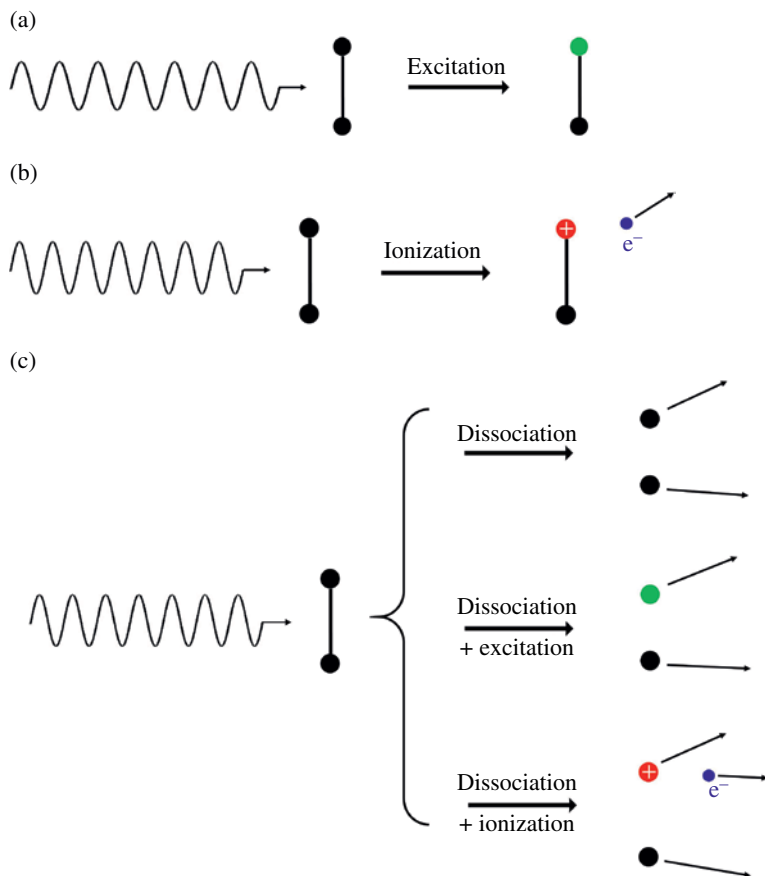 (a)
Excitation
(b)
Ionization
+
e⁻
(c)
Dissociation
Dissociation
+ excitation
Dissociation
+ ionization
+
e⁻